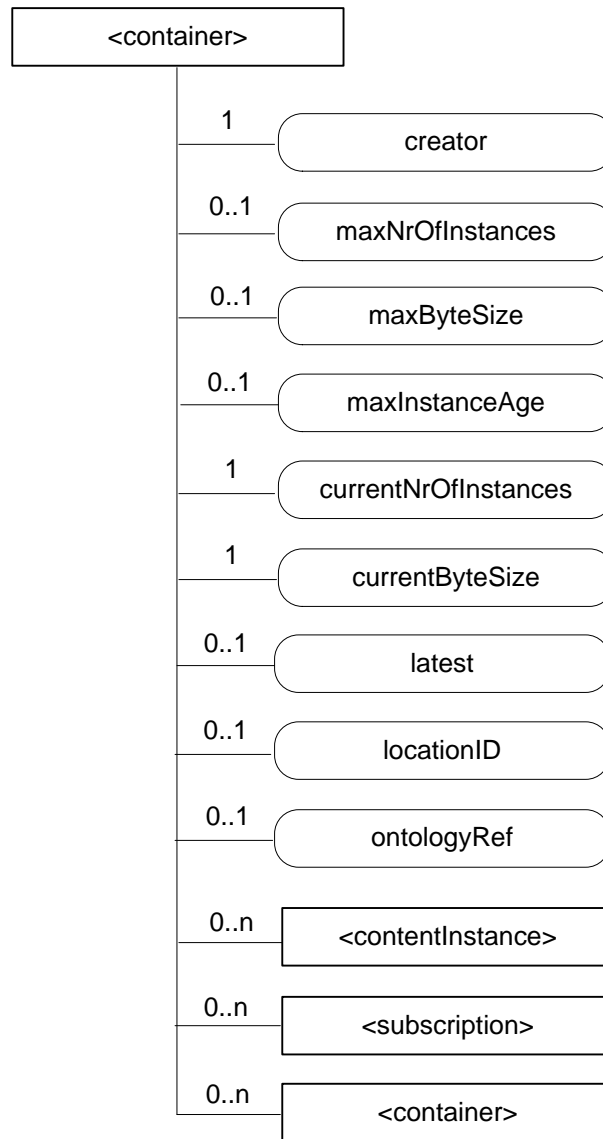 <container>
1
creator
0..1
maxNrOfInstances
0..1
maxByteSize
0..1
maxInstanceAge
1
currentNrOfInstances
1
currentByteSize
0..1
latest
0..1
locationID
0..1
ontologyRef
0..n
<contentInstance>
0..n
<subscription>
0..n
<container>